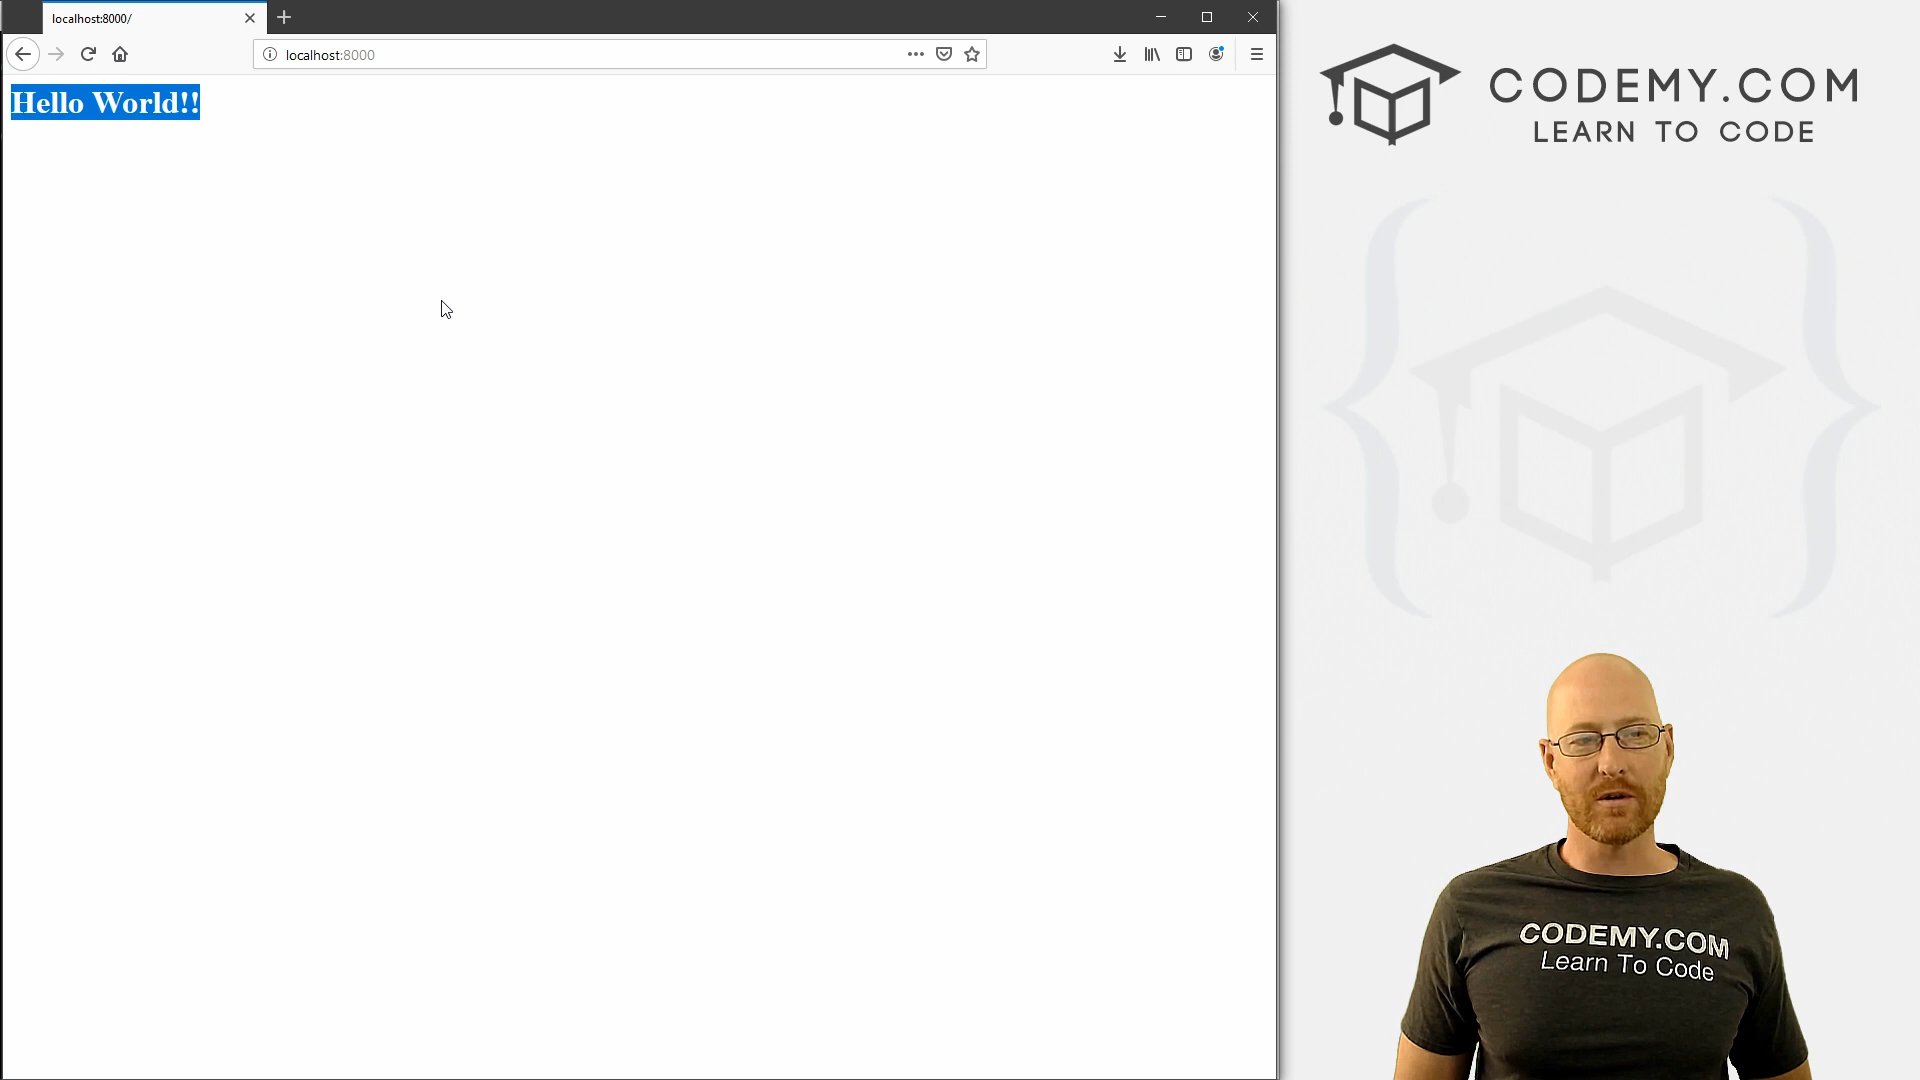 localhost:8000/
localhost:8000
Hello World!!
CODEMY.COM
LEARN TO CODE
CODEMY.COM
Learn To Code